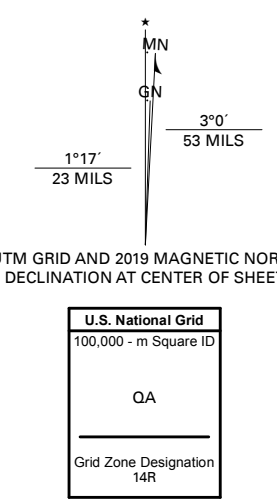 ★
MN
GN
3°0´
53 MILS
1°17´
23 MILS
UTM GRID AND 2019 MAGNETIC NOR
DECLINATION AT CENTER OF SHEET
U.S. National Grid
100,000 - m Square ID
QA
Grid Zone Designation
14R